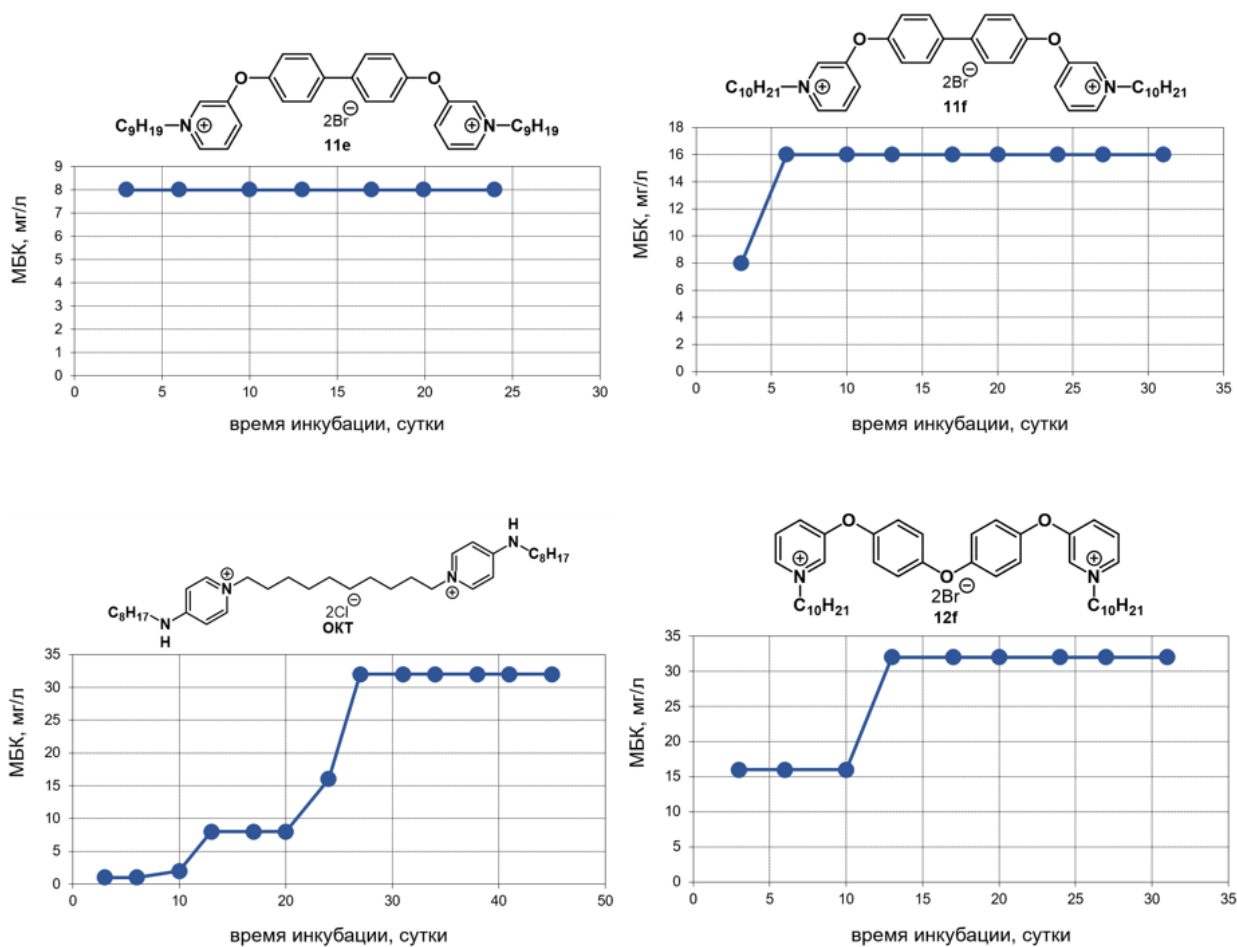 O
O
C₉H₁₉
N
⊕
2Br⊖
⊕
N
C₉H₁₉
11e
9
8
7
6
5
4
3
2
1
0
МБК, мг/л
0 5 10 15 20 25 30
время инкубации, сутки
O
O
C₁₀H₂₁
N
⊕
2Br⊖
⊕
N
C₁₀H₂₁
11f
18
16
14
12
10
8
6
4
2
0
МБК, мг/л
0 5 10 15 20 25 30 35
время инкубации, сутки
H
N
C₈H₁₇
⊕
N
N
⊕
C₈H₁₇
N
H
2Cl⊖
ОКТ
35
30
25
20
15
10
5
0
МБК, мг/л
0 10 20 30 40 50
время инкубации, сутки
O
O
⊕
N
O
⊕
N
C₁₀H₂₁
2Br⊖
C₁₀H₂₁
12f
35
30
25
20
15
10
5
0
МБК, мг/л
0 5 10 15 20 25 30 35
время инкубации, сутки